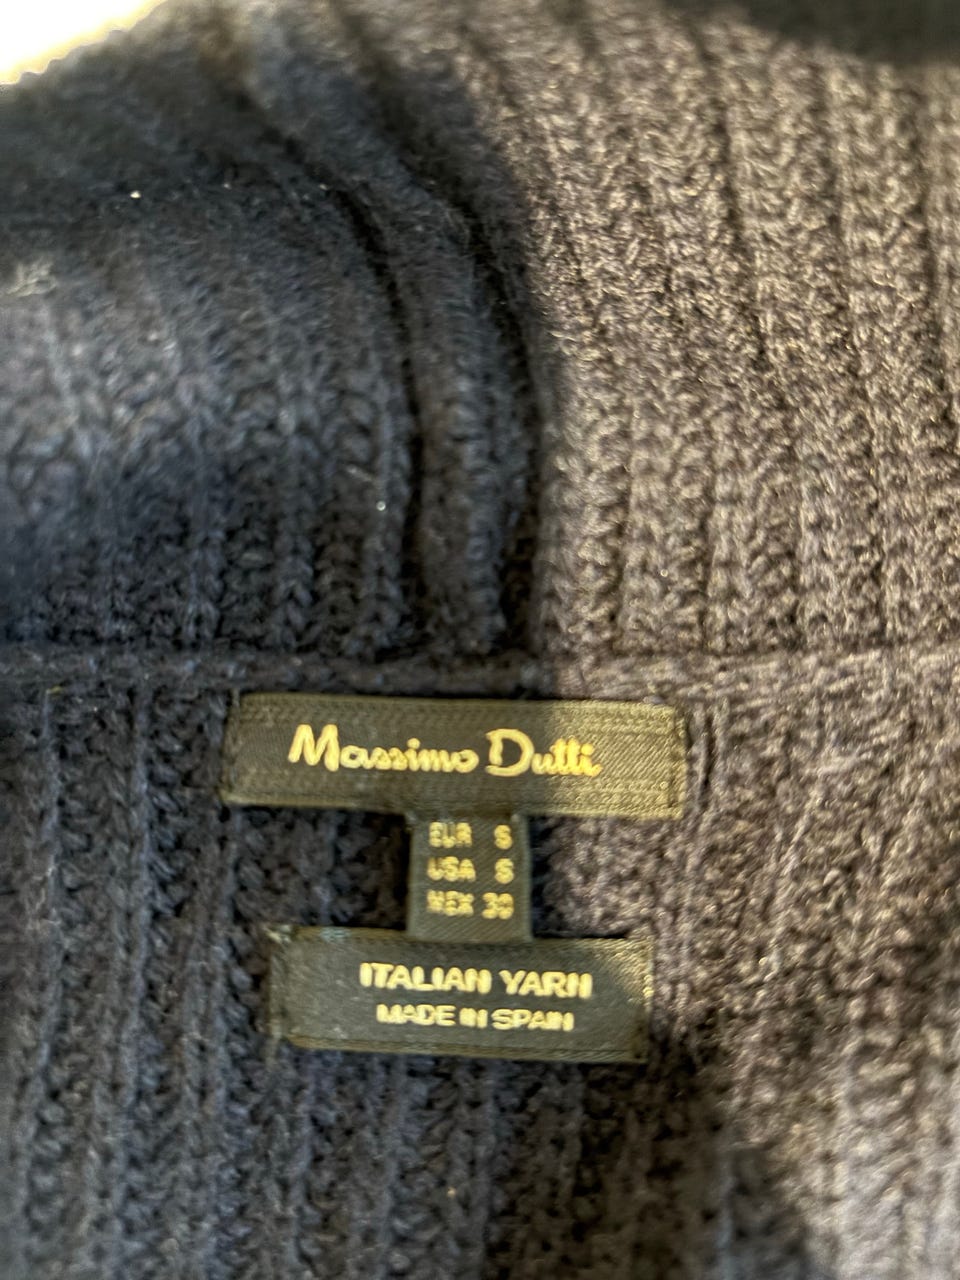 Massimo Dutti
EUR S
USA S
MEX 30
ITALIAN YARN
MADE IN SPAIN